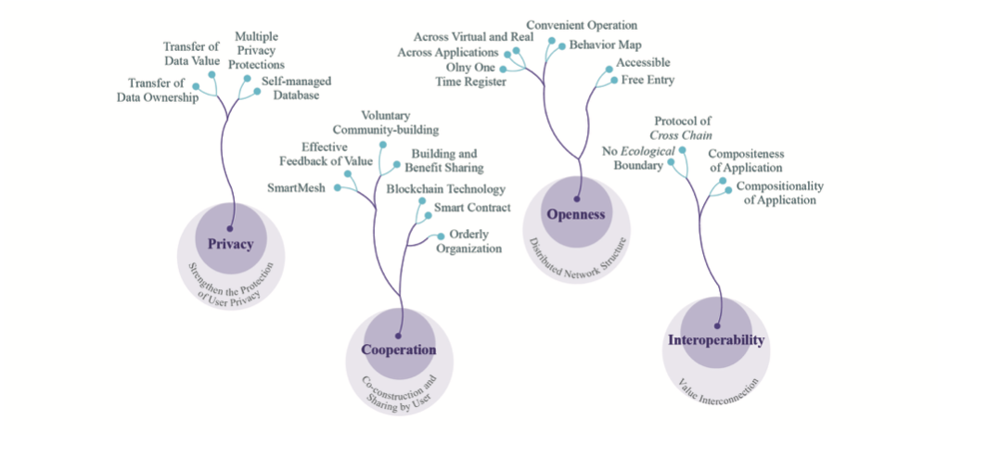 Transfer of
Data Value
Multiple
Privacy
Protections
Transfer of
Data Ownership
Self-managed
Database
Privacy
Strengthen the Protection
of User Privacy
Voluntary
Community-building
Effective
Feedback of Value
Building and
Benefit Sharing
SmartMesh
Blockchain Technology
Smart Contract
Orderly
Organization
Cooperation
Co-construction and
Sharing by User
Convenient Operation
Across Virtual and Real
Behavior Map
Across Applications
Olny One
Time Register
Accessible
Free Entry
Openness
Distributed Network Structure
Protocol of
Cross Chain
No Ecological
Boundary
Compositeness
of Application
Compositionality
of Application
Interoperability
Value Interconnection